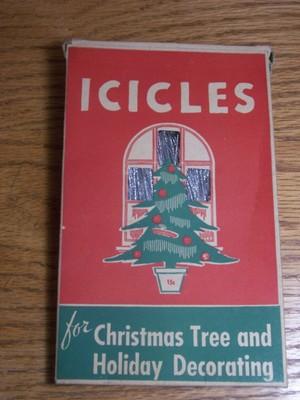 ICICLES
15¢
for Christmas Tree and
Holiday Decorating